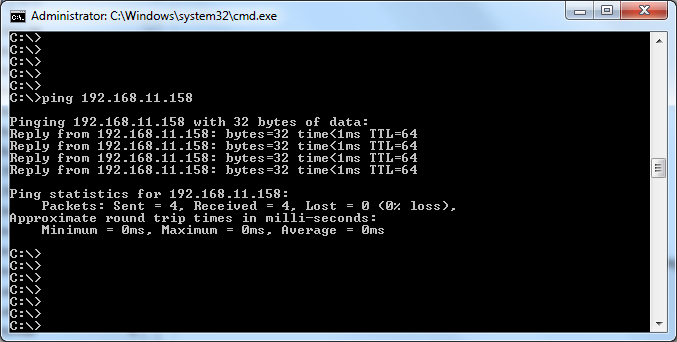 Administrator: C:\Windows\system32\cmd.exe
C:\>
C:\>
C:\>
C:\>
C:\>
C:\>ping 192.168.11.158
Pinging 192.168.11.158 with 32 bytes of data:
Reply from 192.168.11.158: bytes=32 time<1ms TTL=64
Reply from 192.168.11.158: bytes=32 time<1ms TTL=64
Reply from 192.168.11.158: bytes=32 time<1ms TTL=64
Reply from 192.168.11.158: bytes=32 time<1ms TTL=64
Ping statistics for 192.168.11.158:
    Packets: Sent = 4, Received = 4, Lost = 0 (0% loss),
Approximate round trip times in milli-seconds:
    Minimum = 0ms, Maximum = 0ms, Average = 0ms
C:\>
C:\>
C:\>
C:\>
C:\>
C:\>
C:\>